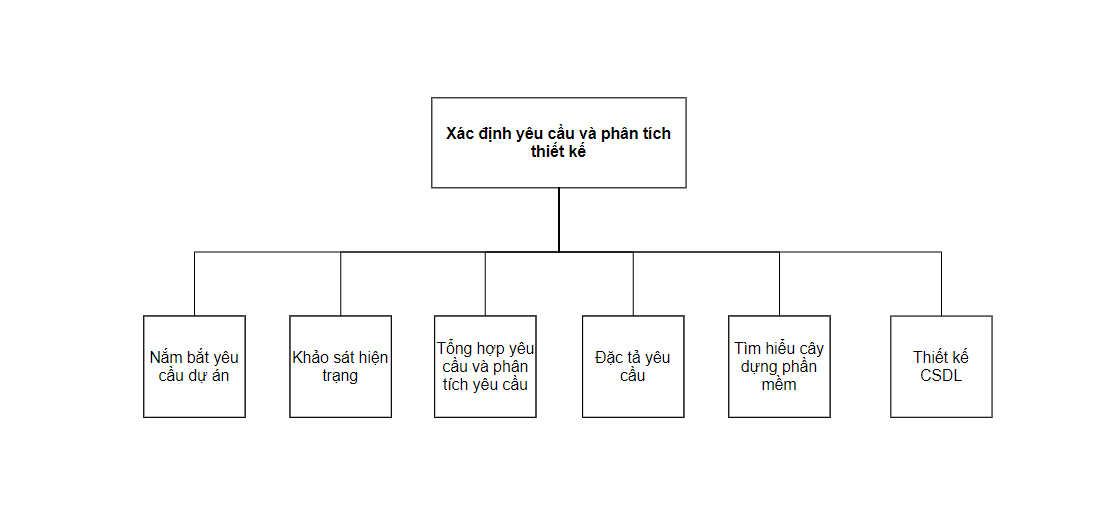 Xác định yêu cầu và phân tích
thiết kế
Nắm bắt yêu
cầu dự án
Khảo sát hiện
trạng
Tổng hợp yêu
cầu và phân
tích yêu cầu
Đặc tả yêu
cầu
Tìm hiểu cây
dựng phần
mềm
Thiết kế
CSDL